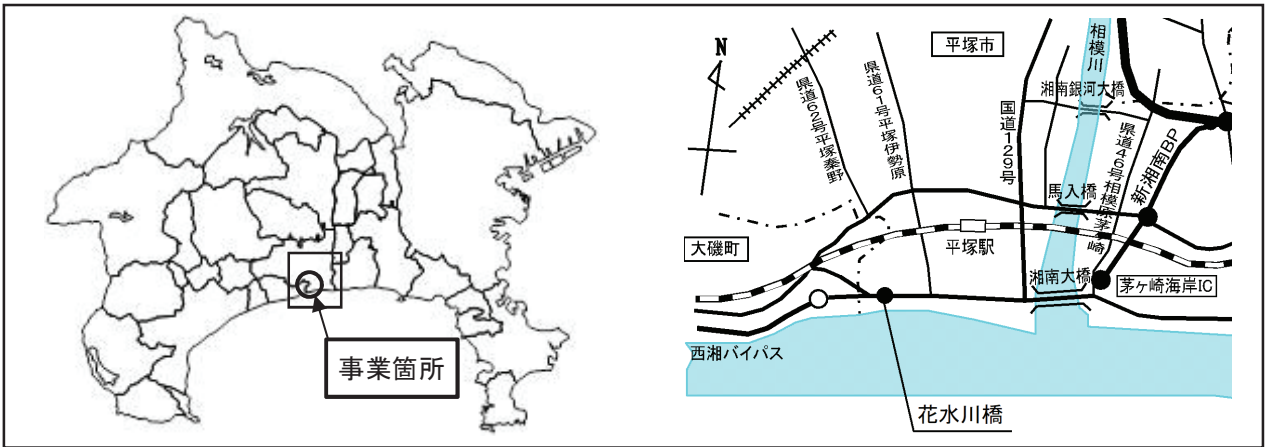 事業箇所
N
平塚市
相模川
湘南銀河大橋
県道62号平塚秦野
県道61号平塚伊勢原
国道129号
県道46号相模原茅ヶ崎
新湘南BP
馬入橋
大磯町
平塚駅
湘南大橋
茅ヶ崎海岸IC
西湘バイパス
花水川橋